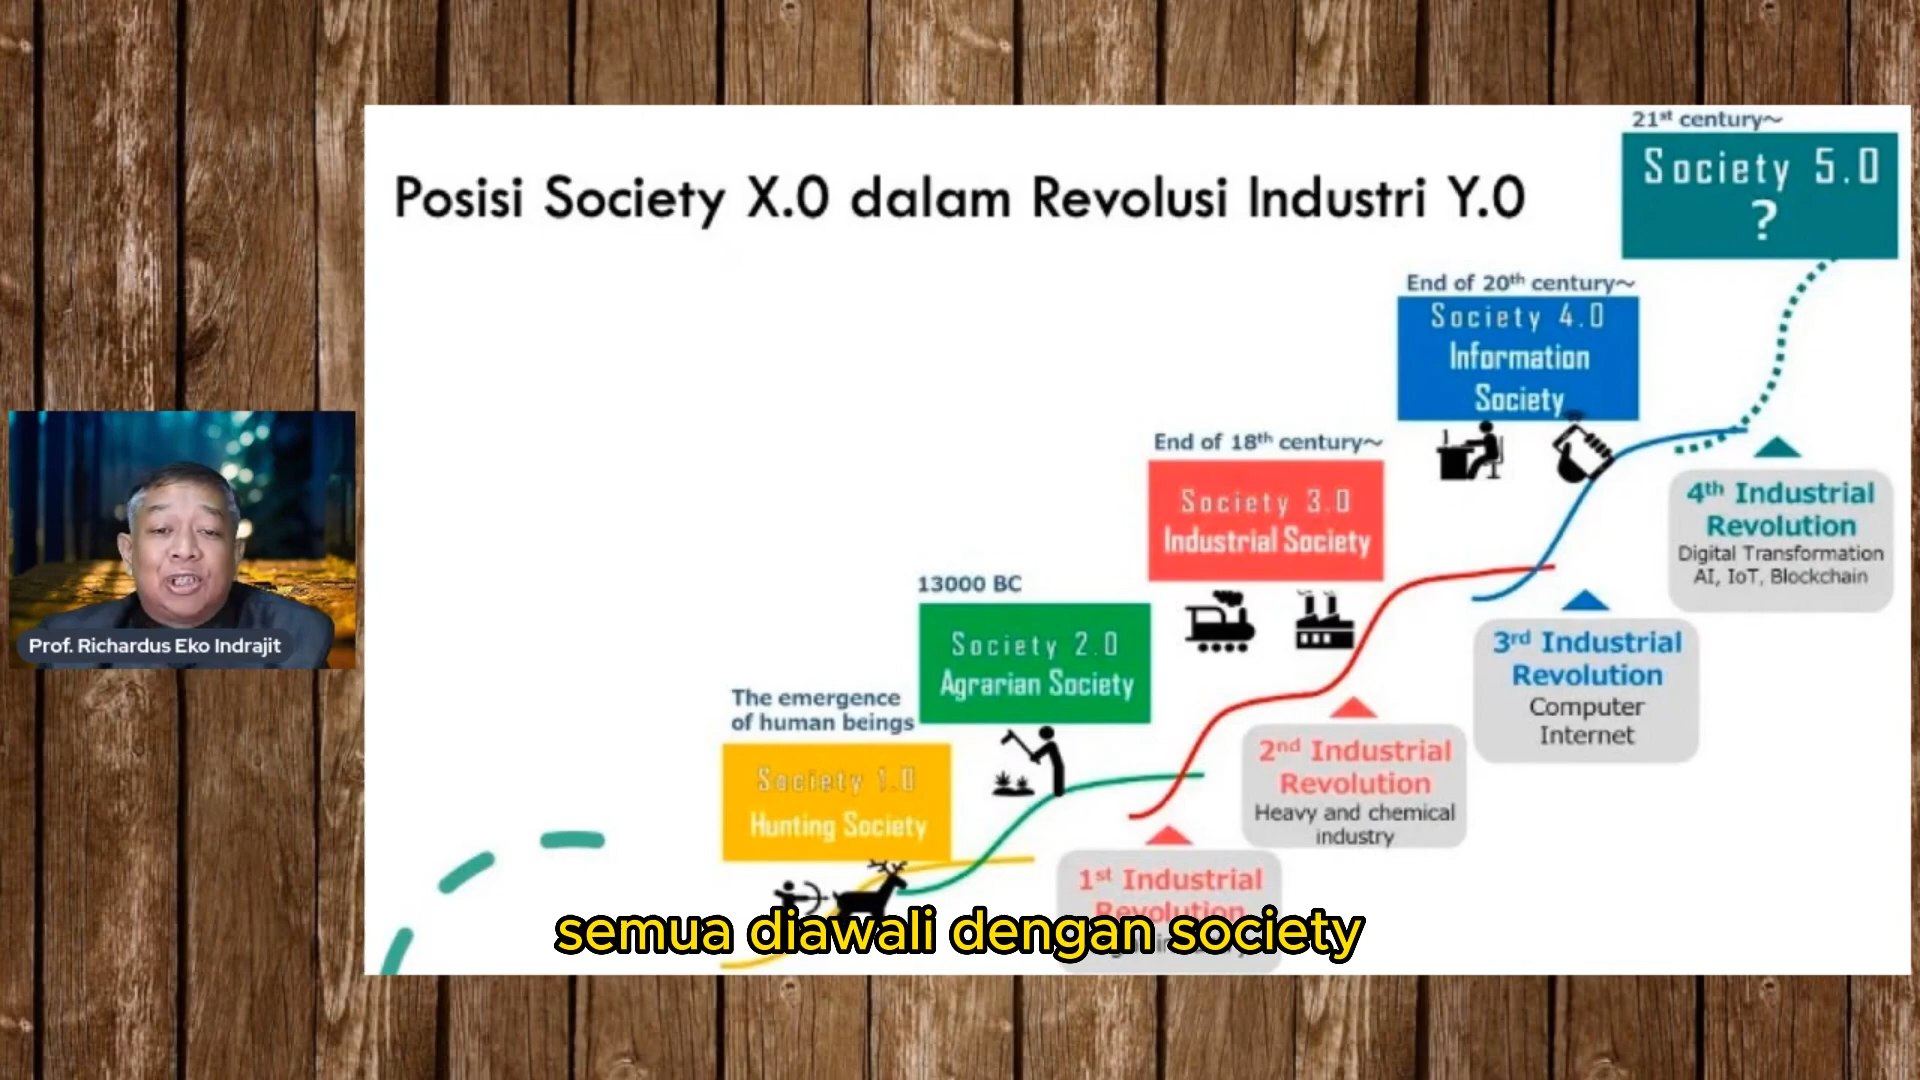 Posisi Society X.0 dalam Revolusi Industri Y.0
21st century~
Society 5.0
?
End of 20th century~
Society 4.0
Information
Society
End of 18th century~
Society 3.0
Industrial Society
13000 BC
Society 2.0
Agrarian Society
The emergence
of human beings
Society 1.0
Hunting Society
4th Industrial
Revolution
Digital Transformation
AI, IoT, Blockchain
3rd Industrial
Revolution
Computer
Internet
2nd Industrial
Revolution
Heavy and chemical
industry
1st Industrial
Revolution
Prof. Richardus Eko Indrajit
semua diawali dengan society